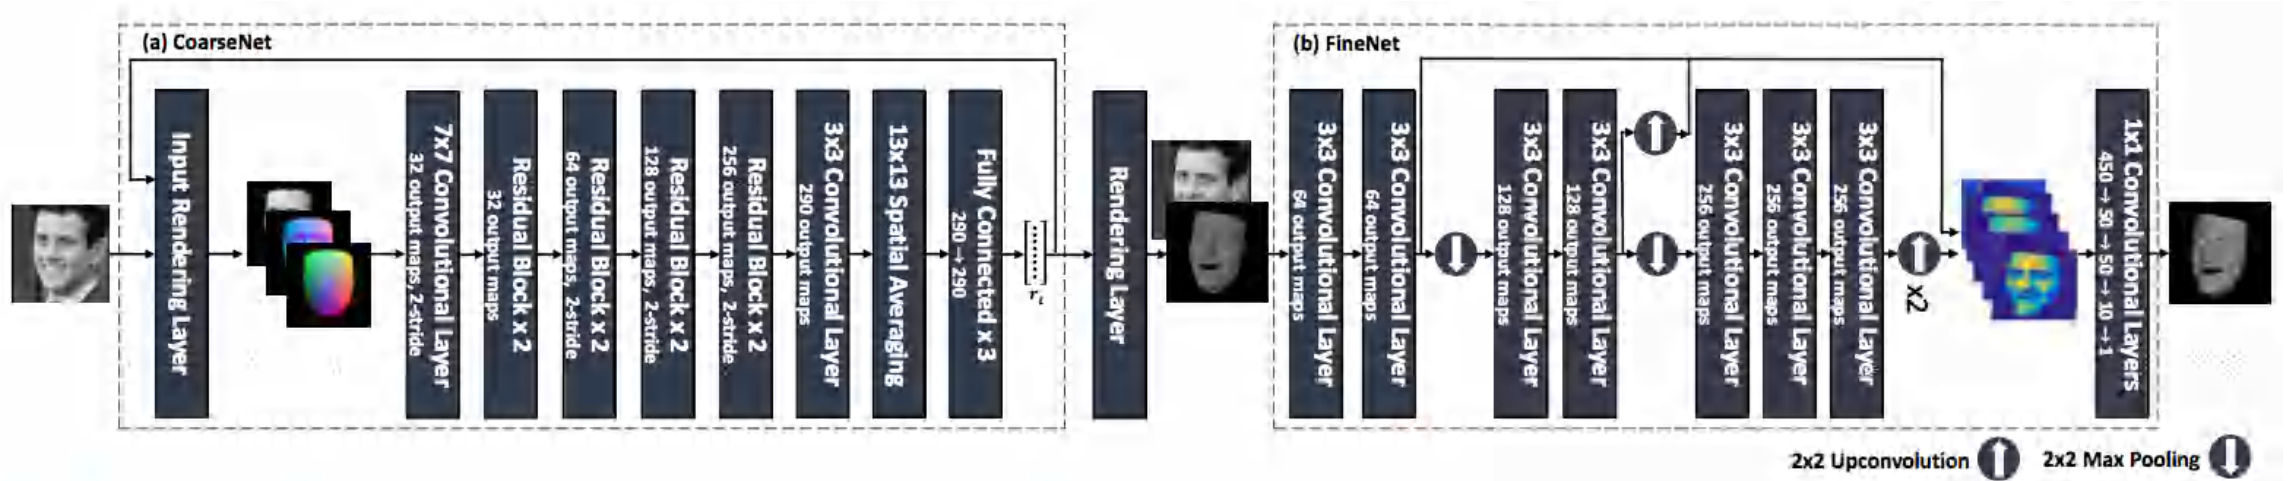 (a) CoarseNet
Input Rendering Layer
7x7 Convolutional Layer
32 output maps, 2-stride
Residual Block x 2
32 output maps
Residual Block x 2
64 output maps, 2-stride
Residual Block x 2
128 output maps, 2-stride
Residual Block x 2
256 output maps, 2-stride
3x3 Convolutional Layer
290 output maps
13x13 Spatial Averaging
Fully Connected x 3
290 → 290
[.......]
r_i
Rendering Layer
(b) FineNet
3x3 Convolutional Layer
64 output maps
3x3 Convolutional Layer
64 output maps
3x3 Convolutional Layer
128 output maps
3x3 Convolutional Layer
128 output maps
3x3 Convolutional Layer
256 output maps
3x3 Convolutional Layer
256 output maps
3x3 Convolutional Layer
256 output maps
x2
1x1 Convolutional Layers
450 → 50 → 50 → 10 → 1
2x2 Upconvolution
2x2 Max Pooling